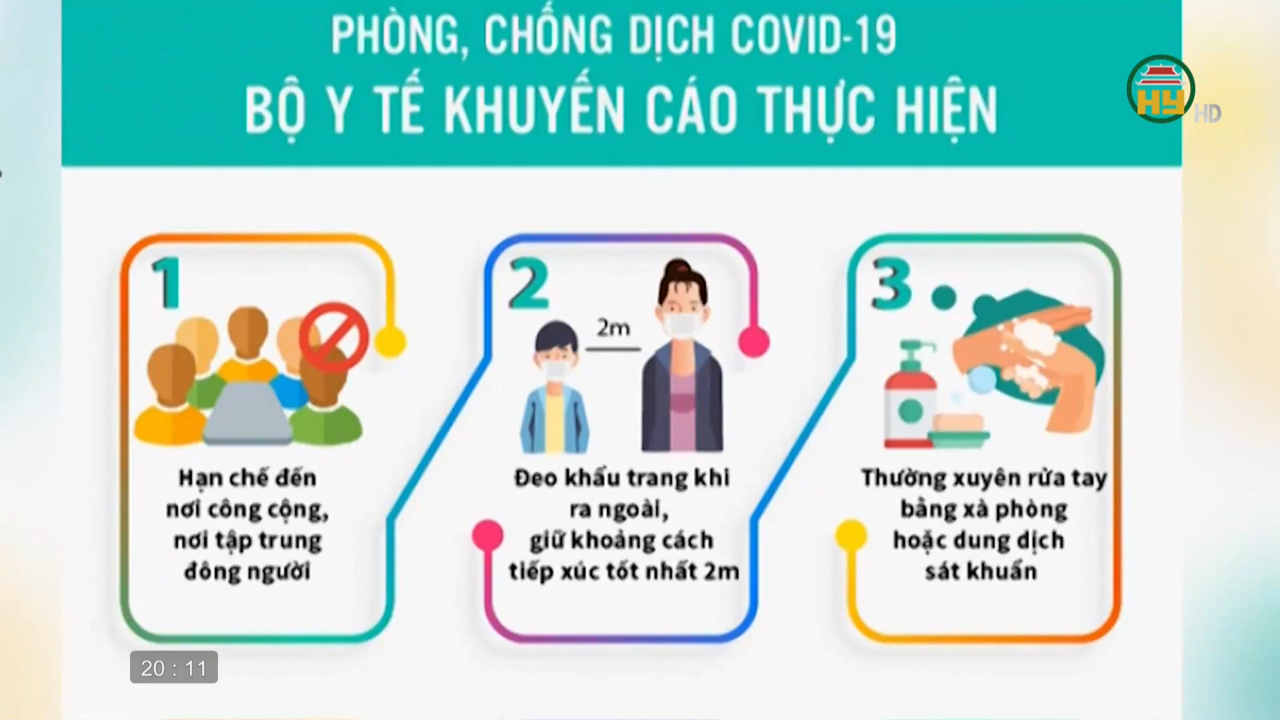 PHÒNG, CHỐNG DỊCH COVID-19
BỘ Y TẾ KHUYẾN CÁO THỰC HIỆN
HY HD
1
Hạn chế đến
nơi công cộng,
nơi tập trung
đông người
2
2m
Đeo khẩu trang khi
ra ngoài,
giữ khoảng cách
tiếp xúc tốt nhất 2m
3
Thường xuyên rửa tay
bằng xà phòng
hoặc dung dịch
sát khuẩn
20 : 11